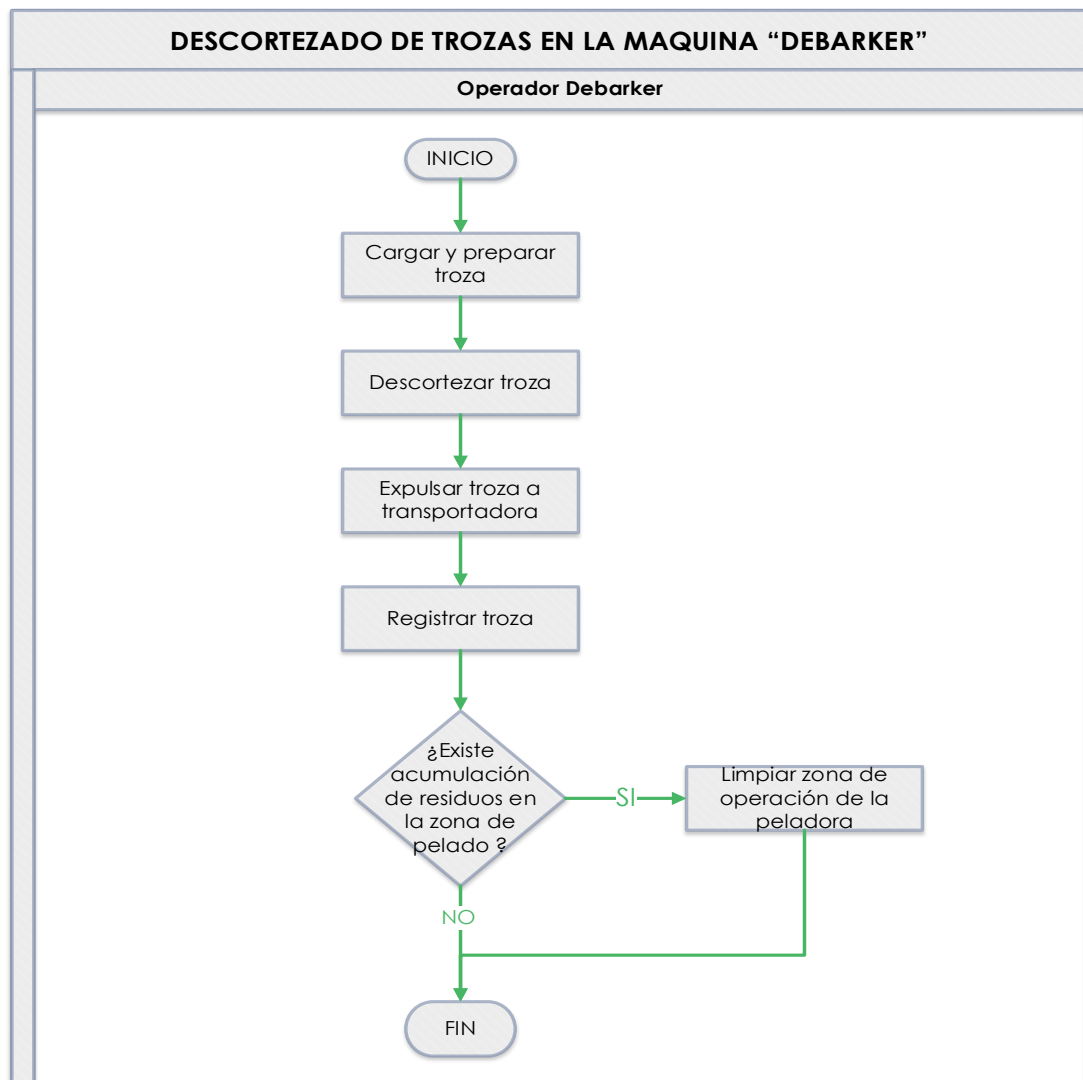 DESCORTEZADO DE TROZAS EN LA MAQUINA “DEBARKER”
Operador Debarker
INICIO
Cargar y preparar
troza
Descortezar troza
Expulsar troza a
transportadora
Registrar troza
¿Existe
acumulación
de residuos en
la zona de
pelado ?
SI
Limpiar zona de
operación de la
peladora
NO
FIN